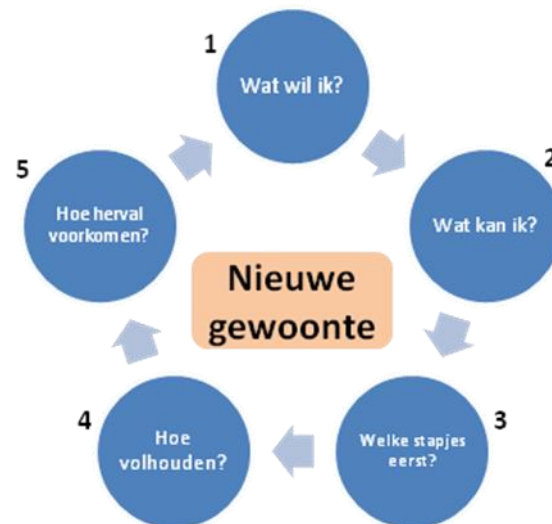 1
Wat wil ik?
2
Wat kan ik?
3
Welke stapjes
eerst?
4
Hoe
volhouden?
5
Hoe herval
voorkomen?
Nieuwe
gewoonte